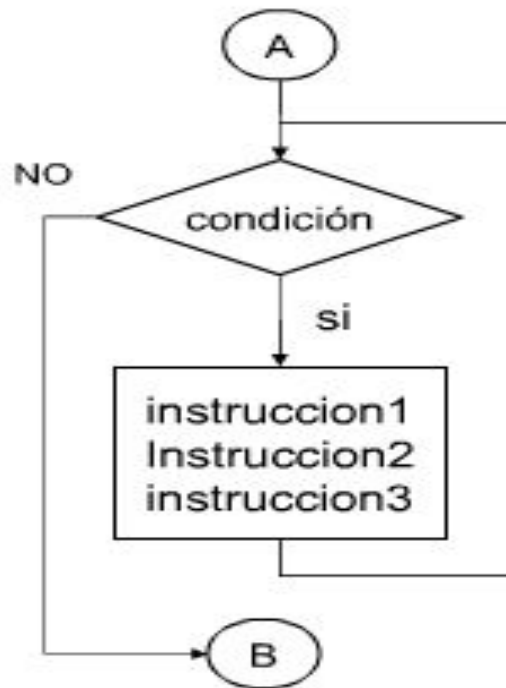 A
NO
condición
si
instruccion1
Instruccion2
instruccion3
B